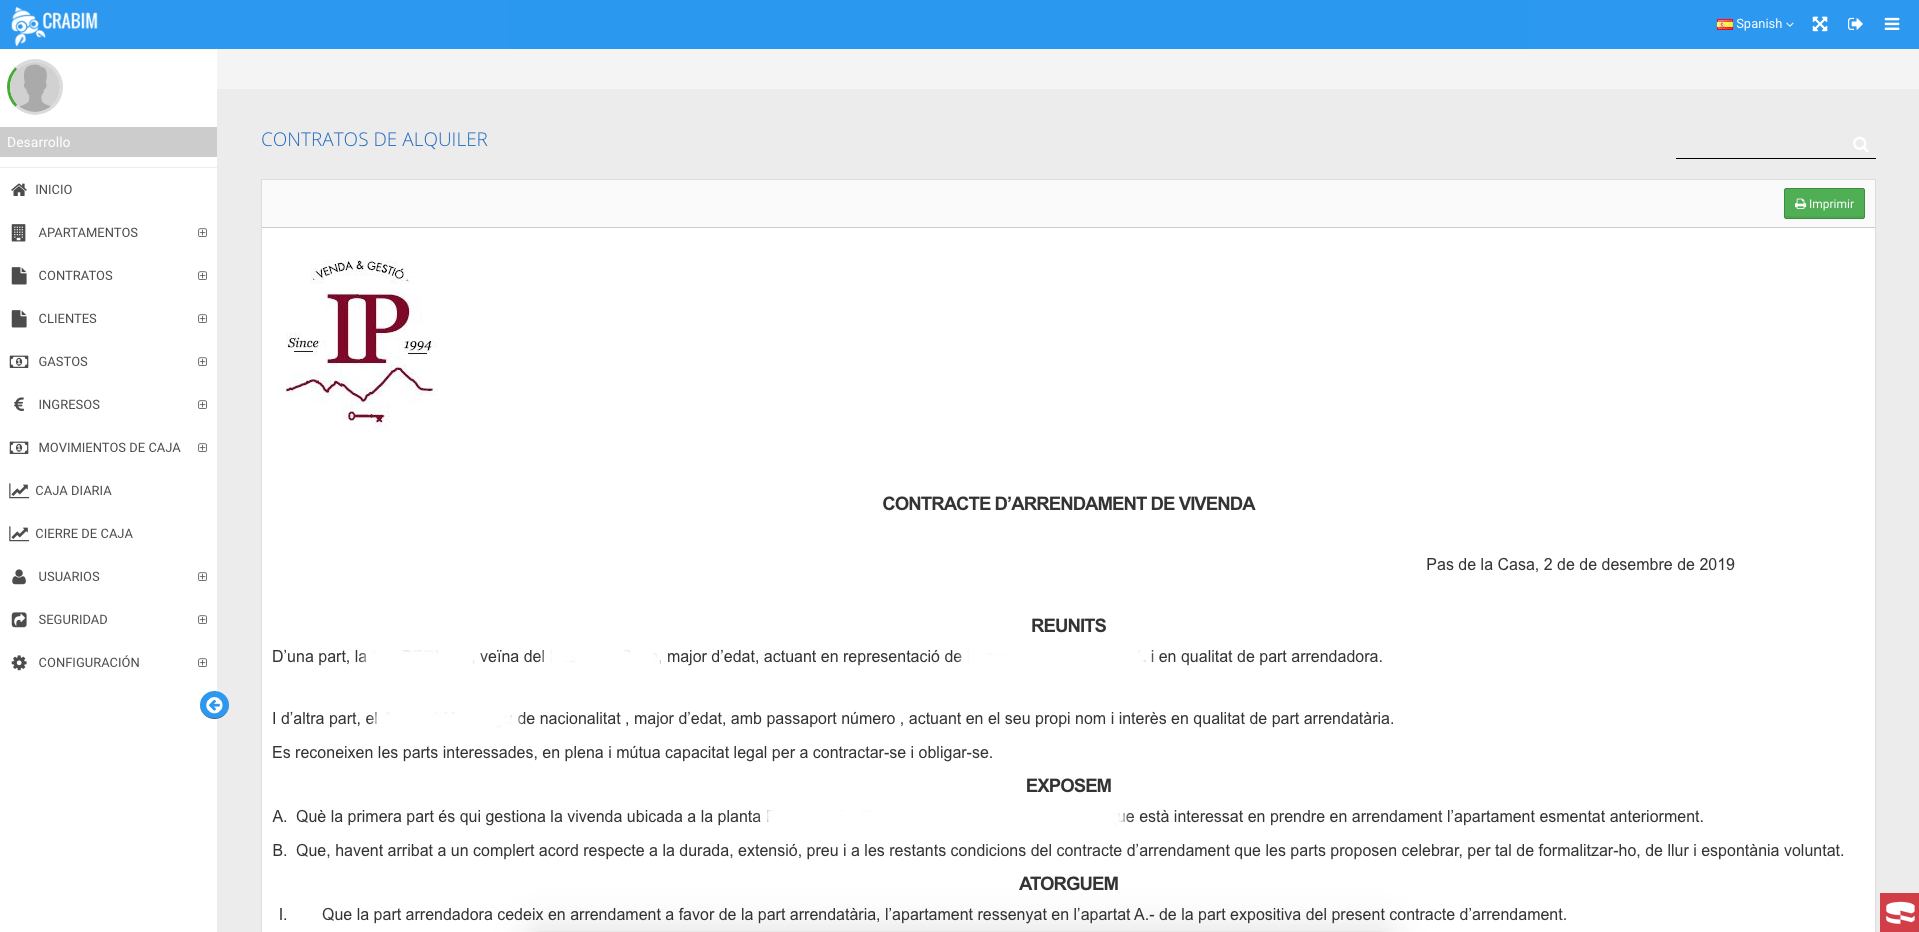 CRABIM
Spanish
Desarrollo
INICIO
APARTAMENTOS
CONTRATOS
CLIENTES
GASTOS
INGRESOS
MOVIMIENTOS DE CAJA
CAJA DIARIA
CIERRE DE CAJA
USUARIOS
SEGURIDAD
CONFIGURACIÓN
CONTRATOS DE ALQUILER
Imprimir
VENDA & GESTIÓ
IP
Since 1994
CONTRACTE D’ARRENDAMENT DE VIVENDA
Pas de la Casa, 2 de de desembre de 2019
REUNITS
D’una part, la , veïna del , major d’edat, actuant en representació de . i en qualitat de part arrendadora.
I d’altra part, el de nacionalitat , major d’edat, amb passaport número , actuant en el seu propi nom i interès en qualitat de part arrendatària.
Es reconeixen les parts interessades, en plena i mútua capacitat legal per a contractar-se i obligar-se.
EXPOSEM
A. Què la primera part és qui gestiona la vivenda ubicada a la planta ue està interessat en prendre en arrendament l’apartament esmentat anteriorment.
B. Que, havent arribat a un complert acord respecte a la durada, extensió, preu i a les restants condicions del contracte d’arrendament que les parts proposen celebrar, per tal de formalitzar-ho, de llur i espontània voluntat.
ATORGUEM
I. Que la part arrendadora cedeix en arrendament a favor de la part arrendatària, l’apartament ressenyat en l’apartat A.- de la part expositiva del present contracte d’arrendament.